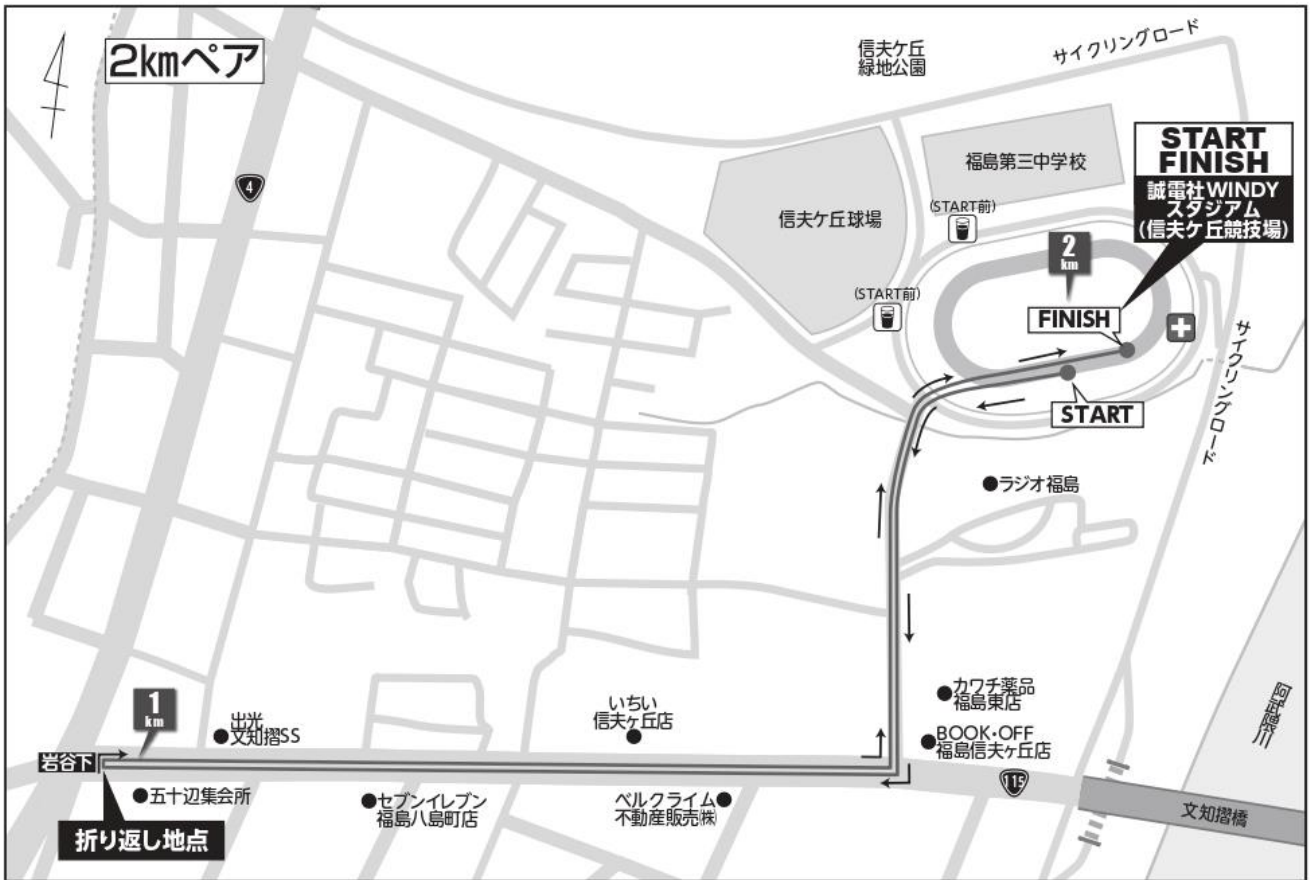 2kmペア
信夫ケ丘
緑地公園
サイクリングロード
START
FINISH
誠電社WINDY
スタジアム
(信夫ケ丘競技場)
4
福島第三中学校
信夫ケ丘球場
(START前)
2
km
(START前)
FINISH
サイクリングロード
START
ラジオ福島
カワチ薬品
福島東店
1
km
出光
文知摺SS
いちい
信夫ヶ丘店
BOOK・OFF
福島信夫ヶ丘店
阿武隈川
岩谷下
115
五十辺集会所
セブンイレブン
福島八島町店
ベルクライム
不動産販売㈱
文知摺橋
折り返し地点